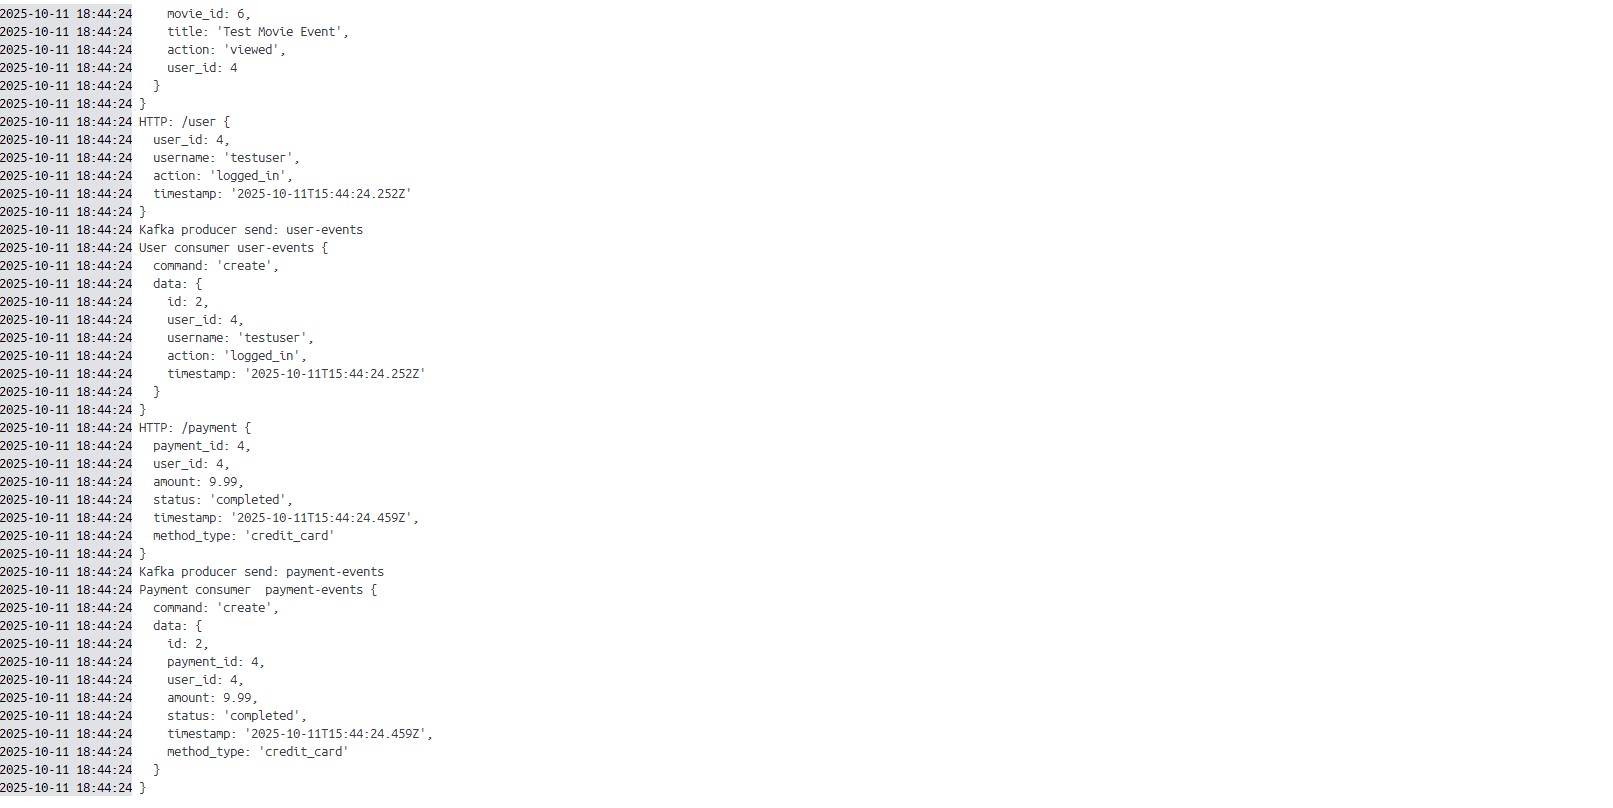 2025-10-11 18:44:24     movie_id: 6,
2025-10-11 18:44:24     title: 'Test Movie Event',
2025-10-11 18:44:24     action: 'viewed',
2025-10-11 18:44:24     user_id: 4
2025-10-11 18:44:24   }
2025-10-11 18:44:24 }
2025-10-11 18:44:24 HTTP: /user {
2025-10-11 18:44:24   user_id: 4,
2025-10-11 18:44:24   username: 'testuser',
2025-10-11 18:44:24   action: 'logged_in',
2025-10-11 18:44:24   timestamp: '2025-10-11T15:44:24.252Z'
2025-10-11 18:44:24 }
2025-10-11 18:44:24 Kafka producer send: user-events
2025-10-11 18:44:24 User consumer user-events {
2025-10-11 18:44:24   command: 'create',
2025-10-11 18:44:24   data: {
2025-10-11 18:44:24     id: 2,
2025-10-11 18:44:24     user_id: 4,
2025-10-11 18:44:24     username: 'testuser',
2025-10-11 18:44:24     action: 'logged_in',
2025-10-11 18:44:24     timestamp: '2025-10-11T15:44:24.252Z'
2025-10-11 18:44:24   }
2025-10-11 18:44:24 }
2025-10-11 18:44:24 HTTP: /payment {
2025-10-11 18:44:24   payment_id: 4,
2025-10-11 18:44:24   user_id: 4,
2025-10-11 18:44:24   amount: 9.99,
2025-10-11 18:44:24   status: 'completed',
2025-10-11 18:44:24   timestamp: '2025-10-11T15:44:24.459Z',
2025-10-11 18:44:24   method_type: 'credit_card'
2025-10-11 18:44:24 }
2025-10-11 18:44:24 Kafka producer send: payment-events
2025-10-11 18:44:24 Payment consumer  payment-events {
2025-10-11 18:44:24   command: 'create',
2025-10-11 18:44:24   data: {
2025-10-11 18:44:24     id: 2,
2025-10-11 18:44:24     payment_id: 4,
2025-10-11 18:44:24     user_id: 4,
2025-10-11 18:44:24     amount: 9.99,
2025-10-11 18:44:24     status: 'completed',
2025-10-11 18:44:24     timestamp: '2025-10-11T15:44:24.459Z',
2025-10-11 18:44:24     method_type: 'credit_card'
2025-10-11 18:44:24   }
2025-10-11 18:44:24 }